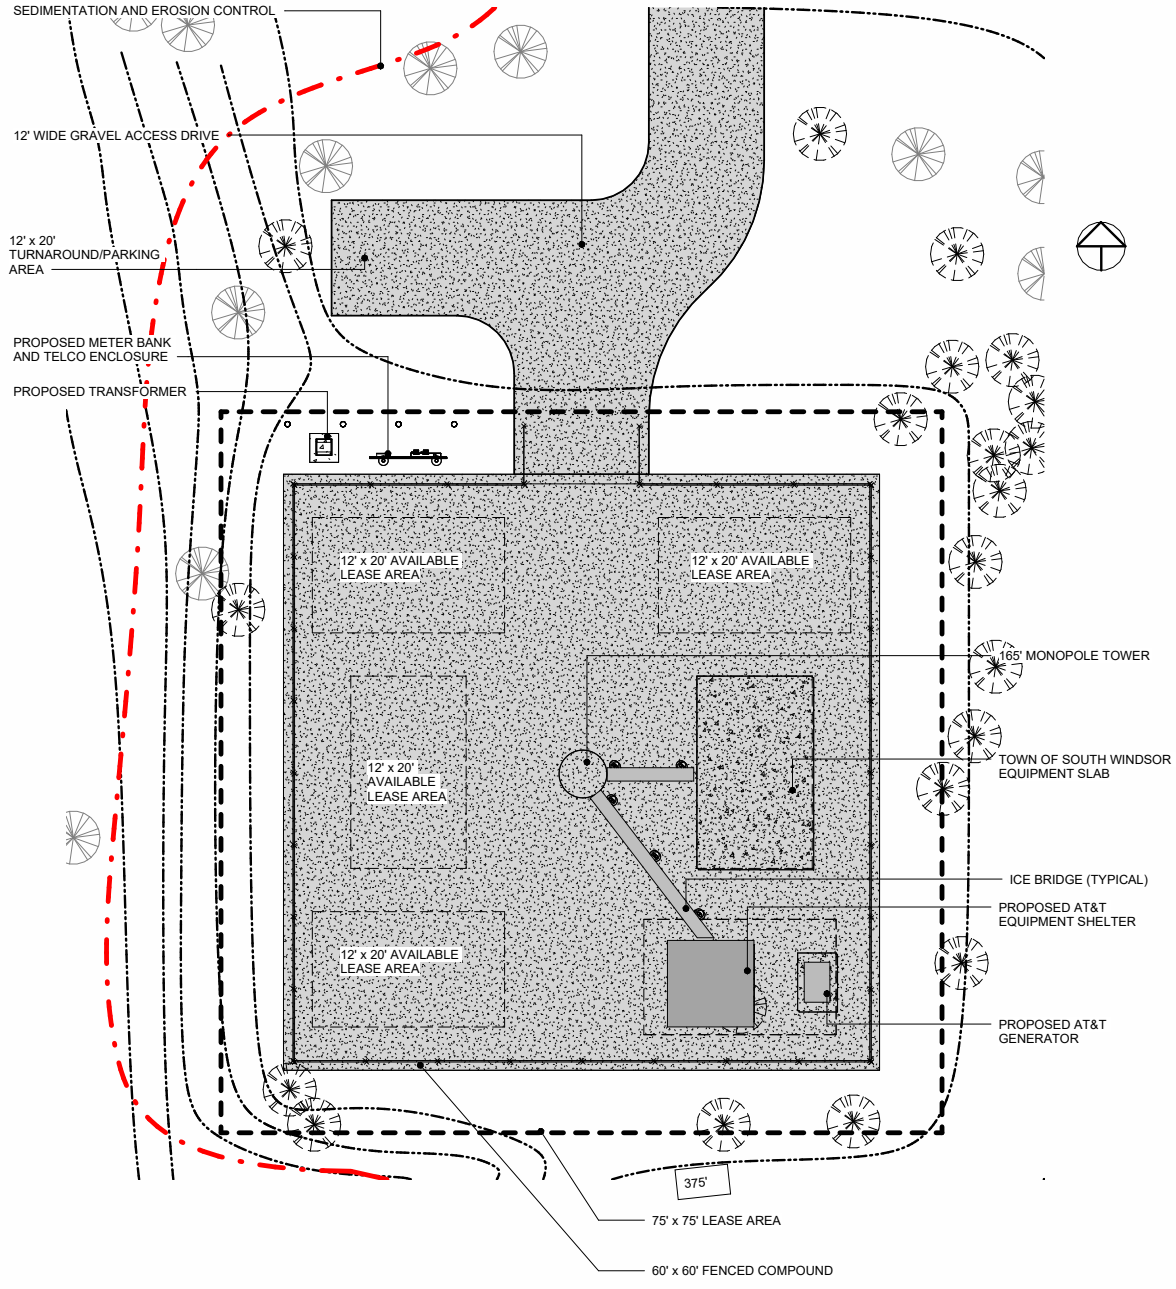 SEDIMENTATION AND EROSION CONTROL
12' WIDE GRAVEL ACCESS DRIVE
12' x 20'
TURNAROUND/PARKING
AREA
PROPOSED METER BANK
AND TELCO ENCLOSURE
PROPOSED TRANSFORMER
12' x 20' AVAILABLE
LEASE AREA
12' x 20' AVAILABLE
LEASE AREA
165' MONOPOLE TOWER
12' x 20'
AVAILABLE
LEASE AREA
TOWN OF SOUTH WINDSOR
EQUIPMENT SLAB
ICE BRIDGE (TYPICAL)
PROPOSED AT&T
EQUIPMENT SHELTER
12' x 20' AVAILABLE
LEASE AREA
PROPOSED AT&T
GENERATOR
375'
75' x 75' LEASE AREA
60' x 60' FENCED COMPOUND